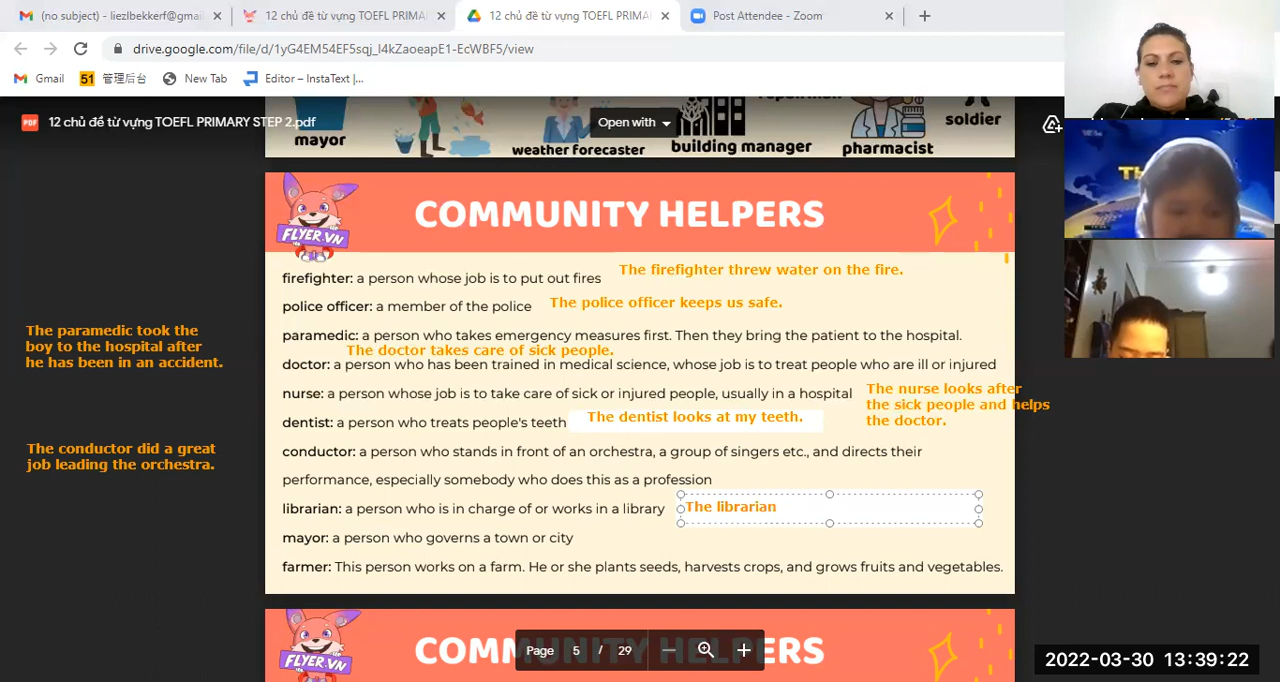 (no subject) - liezlbekkerf@gmai
12 chủ đề từ vựng TOEFL PRIMA
12 chủ đề từ vựng TOEFL PRIMA
Post Attendee - Zoom
drive.google.com/file/d/1yG4EM54EF5sqj_I4kZaoeapE1-EcWBF5/view
Gmail
51 管理后台
New Tab
Editor – InstaText |...
PDF
12 chủ đề từ vựng TOEFL PRIMARY STEP 2.pdf
Open with
mayor
weather forecaster
building manager
pharmacist
soldier
FLYER.VN
COMMUNITY HELPERS
firefighter: a person whose job is to put out fires
The firefighter threw water on the fire.
police officer: a member of the police
The police officer keeps us safe.
paramedic: a person who takes emergency measures first. Then they bring the patient to the hospital.
The paramedic took the
boy to the hospital after
he has been in an accident.
The doctor takes care of sick people.
doctor: a person who has been trained in medical science, whose job is to treat people who are ill or injured
nurse: a person whose job is to take care of sick or injured people, usually in a hospital
The nurse looks after
the sick people and helps
the doctor.
dentist: a person who treats people's teeth
The dentist looks at my teeth.
conductor: a person who stands in front of an orchestra, a group of singers etc., and directs their
performance, especially somebody who does this as a profession
The conductor did a great
job leading the orchestra.
librarian: a person who is in charge of or works in a library
The librarian
mayor: a person who governs a town or city
farmer: This person works on a farm. He or she plants seeds, harvests crops, and grows fruits and vegetables.
FLYER.VN
COMMUNITY HELPERS
Page 5 / 29
2022-03-30 13:39:22